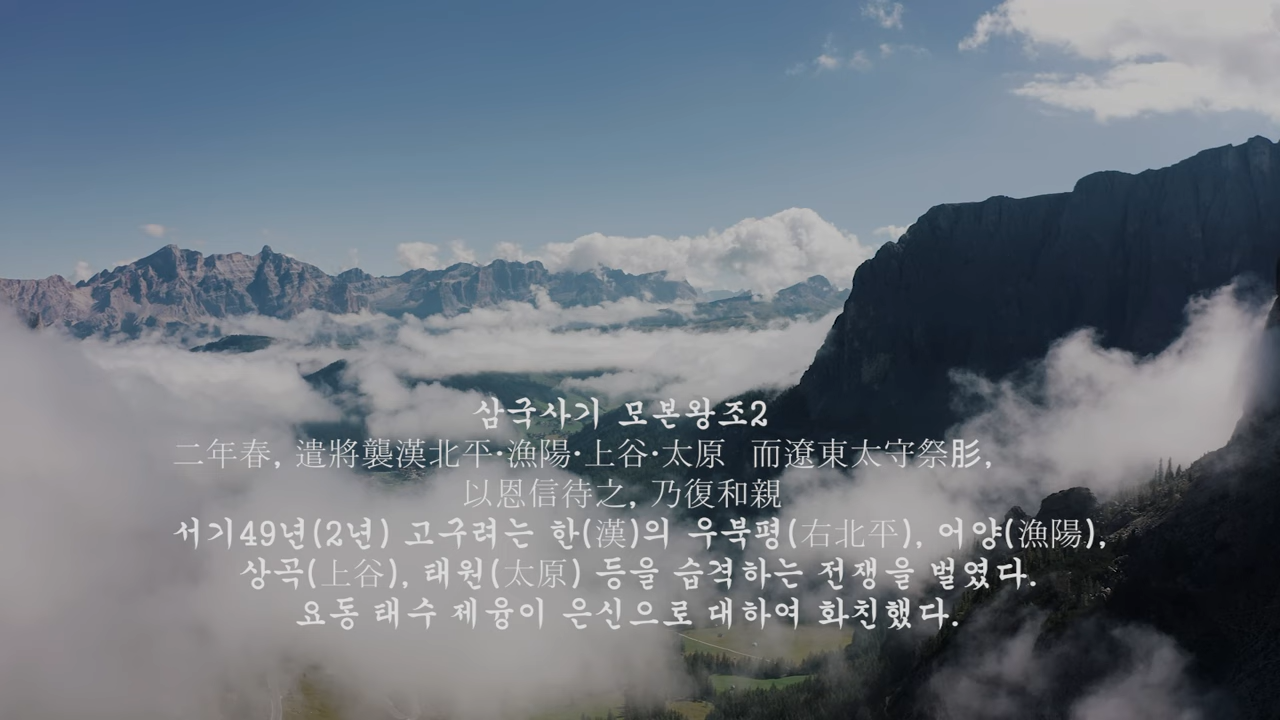 삼국사기 모본왕조2
二年春, 遣將襲漢北平·漁陽·上谷·太原 而遼東太守祭肜,
以恩信待之, 乃復和親
서기49년(2년) 고구려는 한(漢)의 우북평(右北平), 어양(漁陽),
상곡(上谷), 태원(太原) 등을 습격하는 전쟁을 벌였다.
요동 태수 제융이 은신으로 대하여 화친했다.